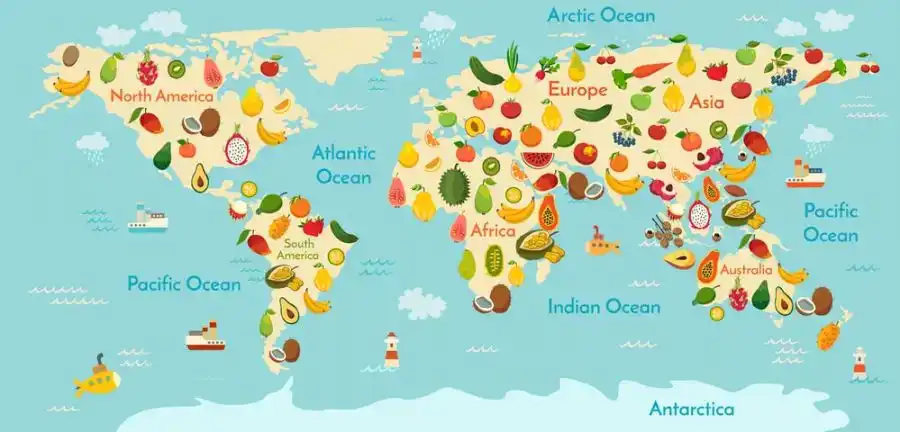 Arctic Ocean
North America
Europe
Asia
Atlantic
Ocean
Pacific
Ocean
Africa
South
America
Australia
Pacific Ocean
Indian Ocean
Antarctica